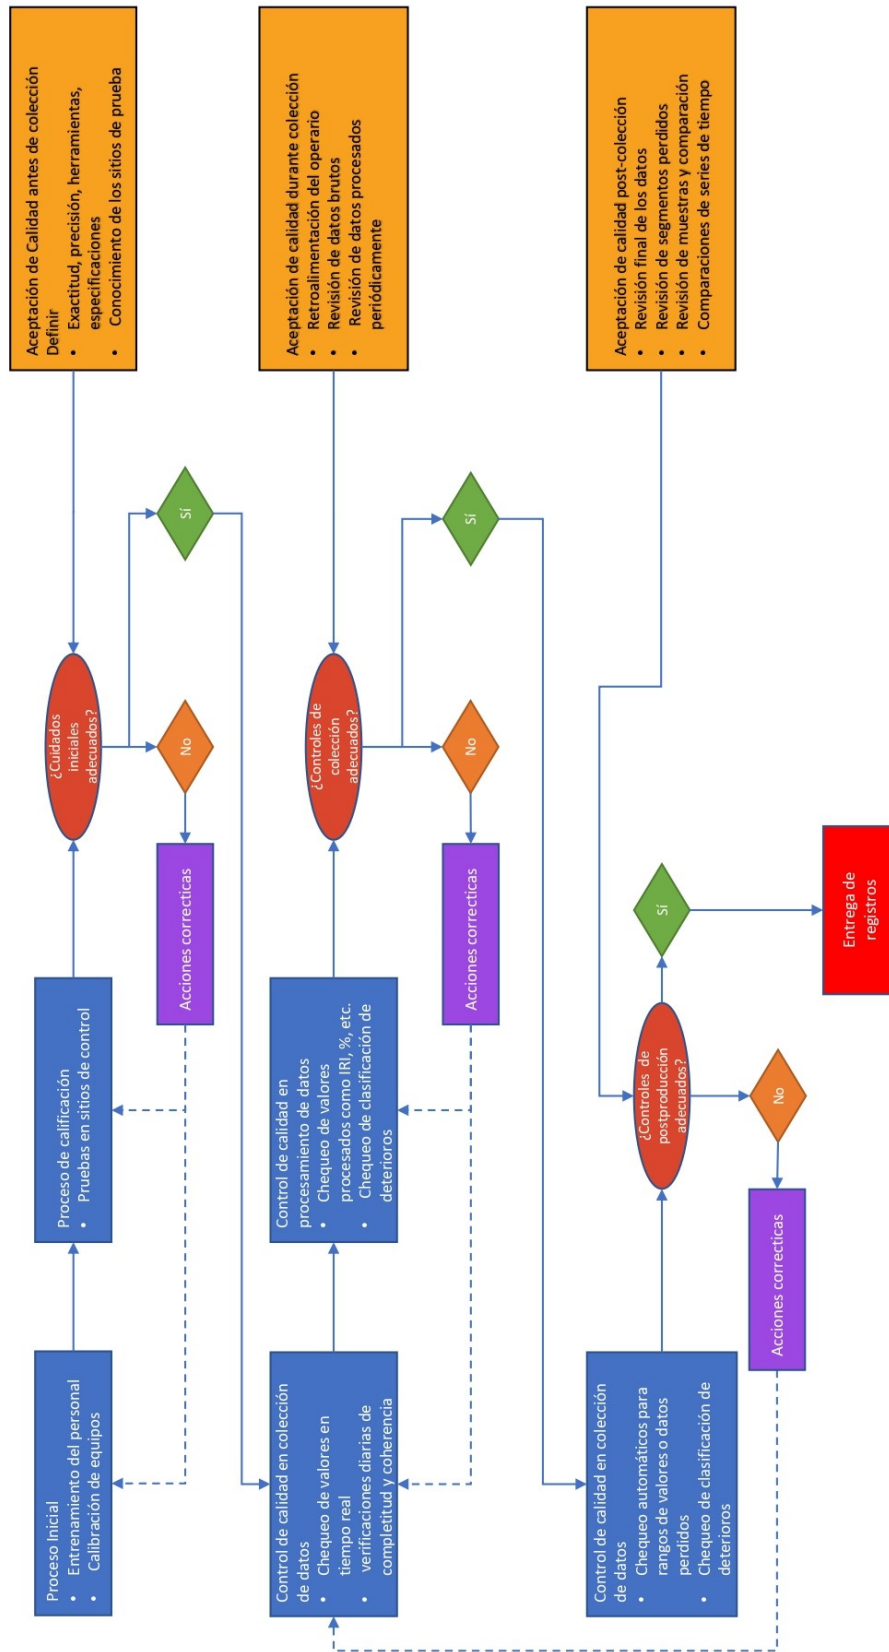 Proceso Inicial
• Entrenamiento del personal
• Calibración de equipos
Proceso de calificación
• Pruebas en sitios de control
¿Cuidados
iniciales
adecuados?
Aceptación de Calidad antes de colección
Definir
• Exactitud, precisión, herramientas,
especificaciones
• Conocimiento de los sitios de prueba
Acciones correcticas
No
Sí
Control de calidad en colección
de datos
• Chequeo de valores en
tiempo real
• verificaciones diarias de
completitud y coherencia
Control de calidad en
procesamiento de datos
• Chequeo de valores
procesados como IRI, %, etc.
• Chequeo de clasificación de
deterioros
¿Controles de
colección
adecuados?
Aceptación de calidad durante colección
• Retroalimentación del operario
• Revisión de datos brutos
• Revisión de datos procesados
periódicamente
Acciones correcticas
No
Sí
Control de calidad en colección
de datos
• Chequeo automáticos para
rangos de valores o datos
perdidos
• Chequeo de clasificación de
deterioros
¿Controles de
postproducción
adecuados?
Sí
Aceptación de calidad post-colección
• Revisión final de los datos
• Revisión de segmentos perdidos
• Revisión de muestras y comparación
• Comparaciones de series de tiempo
Acciones correcticas
No
Entrega de
registros